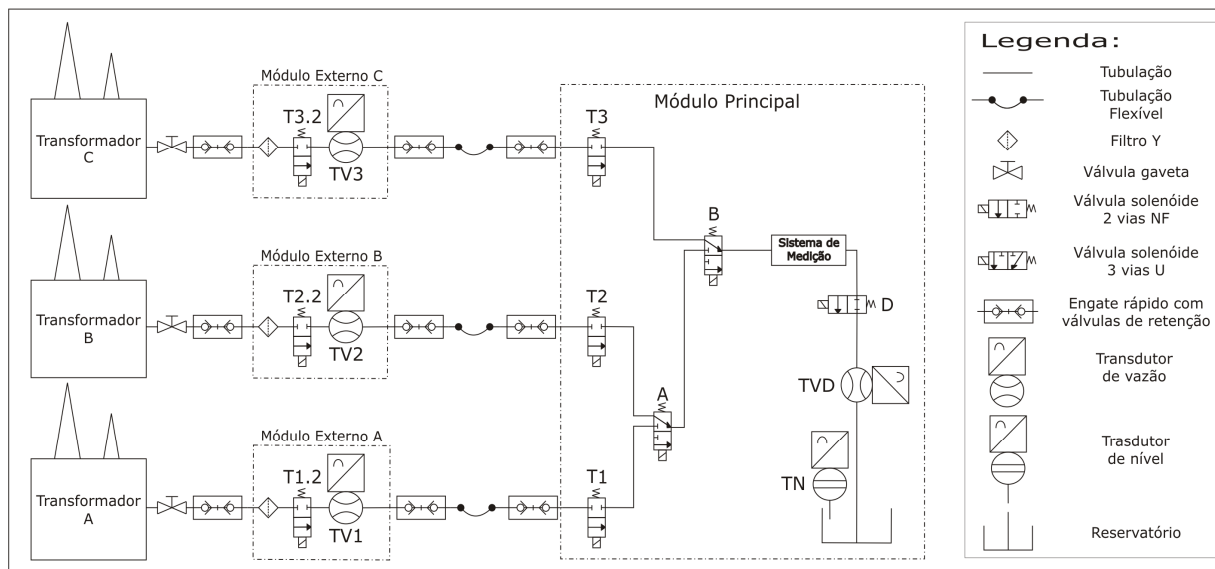 Módulo Externo C
Transformador
C
T3.2
TV3
Módulo Principal
T3
B
Sistema de
Medição
D
TVD
TN
Módulo Externo B
Transformador
B
T2.2
TV2
T2
A
Módulo Externo A
Transformador
A
T1.2
TV1
T1
Legenda:
Tubulação
Tubulação
Flexível
Filtro Y
Válvula gaveta
Válvula solenóide
2 vias NF
Válvula solenóide
3 vias U
Engate rápido com
válvulas de retenção
Transdutor
de vazão
Trasdutor
de nível
Reservatório